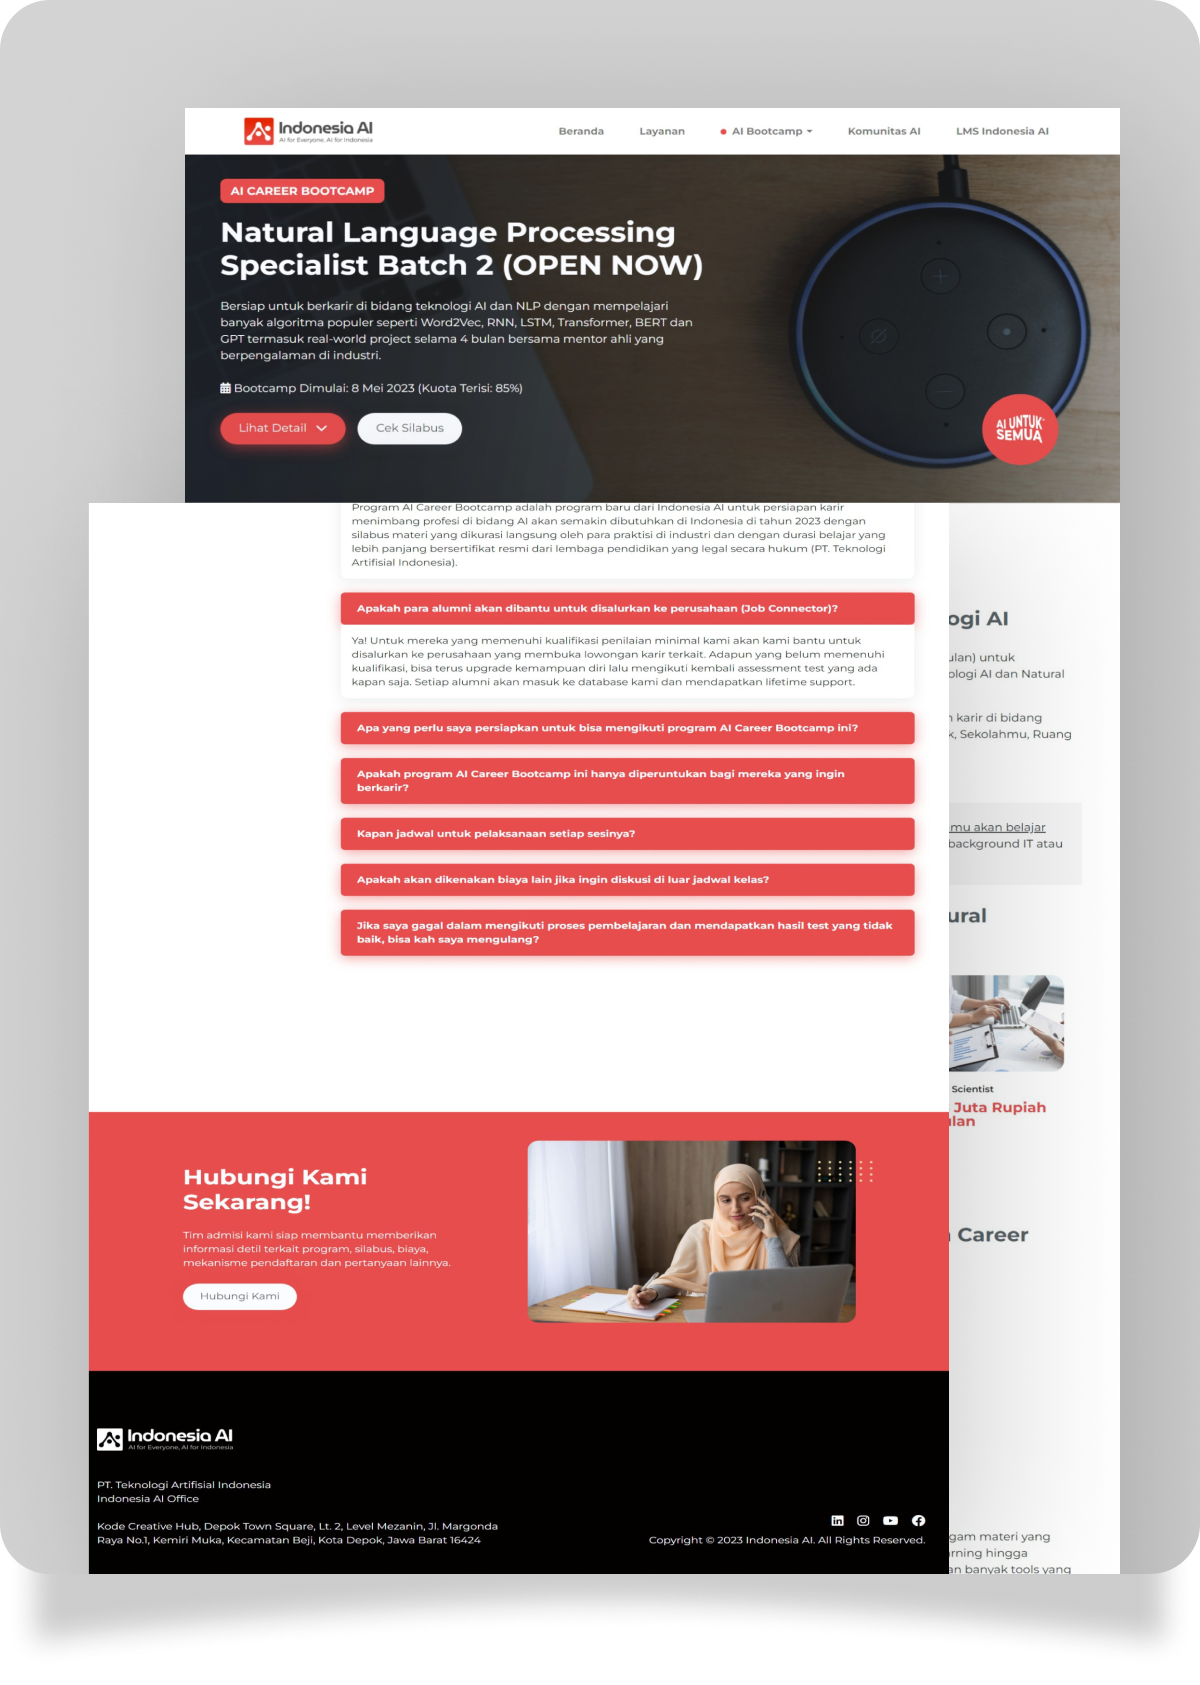 Indonesia AI
AI for Everyone, AI for Indonesia
Beranda
Layanan
AI Bootcamp
Komunitas AI
LMS Indonesia AI
AI CAREER BOOTCAMP
Natural Language Processing
Specialist Batch 2 (OPEN NOW)
Bersiap untuk berkarir di bidang teknologi AI dan NLP dengan mempelajari
banyak algoritma populer seperti Word2Vec, RNN, LSTM, Transformer, BERT dan
GPT termasuk real-world project selama 4 bulan bersama mentor ahli yang
berpengalaman di industri.
Bootcamp Dimulai: 8 Mei 2023 (Kuota Terisi: 85%)
Lihat Detail
Cek Silabus
AI UNTUK
SEMUA
Program AI Career Bootcamp adalah program baru dari Indonesia AI untuk persiapan karir
menimbang profesi di bidang AI akan semakin dibutuhkan di Indonesia di tahun 2023 dengan
silabus materi yang dikurasi langsung oleh para praktisi di industri dan dengan durasi belajar yang
lebih panjang bersertifikat resmi dari lembaga pendidikan yang legal secara hukum (PT. Teknologi
Artifisial Indonesia).
Apakah para alumni akan dibantu untuk disalurkan ke perusahaan (Job Connector)?
Ya! Untuk mereka yang memenuhi kualifikasi penilaian minimal kami akan kami bantu untuk
disalurkan ke perusahaan yang membuka lowongan karir terkait. Adapun yang belum memenuhi
kualifikasi, bisa terus upgrade kemampuan diri lalu mengikuti kembali assessment test yang ada
kapan saja. Setiap alumni akan masuk ke database kami dan mendapatkan lifetime support.
Apa yang perlu saya persiapkan untuk bisa mengikuti program AI Career Bootcamp ini?
Apakah program AI Career Bootcamp ini hanya diperuntukan bagi mereka yang ingin
berkarir?
Kapan jadwal untuk pelaksanaan setiap sesinya?
Apakah akan dikenakan biaya lain jika ingin diskusi di luar jadwal kelas?
Jika saya gagal dalam mengikuti proses pembelajaran dan mendapatkan hasil test yang tidak
baik, bisa kah saya mengulang?
ogi AI
ulan) untuk
ologi AI dan Natural
karir di bidang
k, Sekolahmu, Ruang
mu akan belajar
background IT atau
ural
Scientist
Juta Rupiah
lan
Career
gam materi yang
rning hingga
an banyak tools yang
Hubungi Kami
Sekarang!
Tim admisi kami siap membantu memberikan
informasi detil terkait program, silabus, biaya,
mekanisme pendaftaran dan pertanyaan lainnya.
Hubungi Kami
Indonesia AI
AI for Everyone, AI for Indonesia
PT. Teknologi Artifisial Indonesia
Indonesia AI Office
Kode Creative Hub, Depok Town Square, Lt. 2, Level Mezanin, Jl. Margonda
Raya No.1, Kemiri Muka, Kecamatan Beji, Kota Depok, Jawa Barat 16424
Copyright © 2023 Indonesia AI. All Rights Reserved.